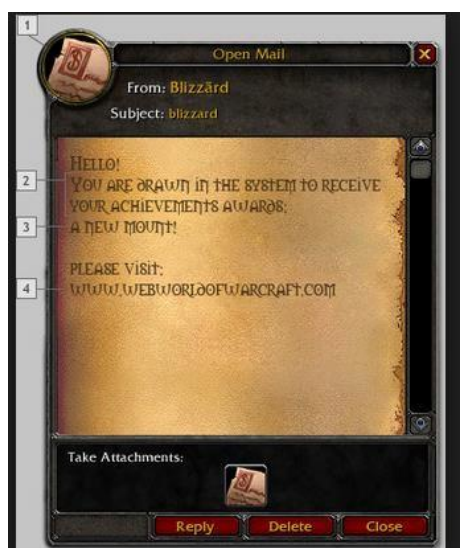 1
Open Mail
From: Blizzārd
Subject: blizzard
Hello!
2
You are drawn in the system to receive
your achievements awards:
3
a new mount!
please visit:
4
www.webworldofwarcraft.com
Take Attachments:
Reply
Delete
Close